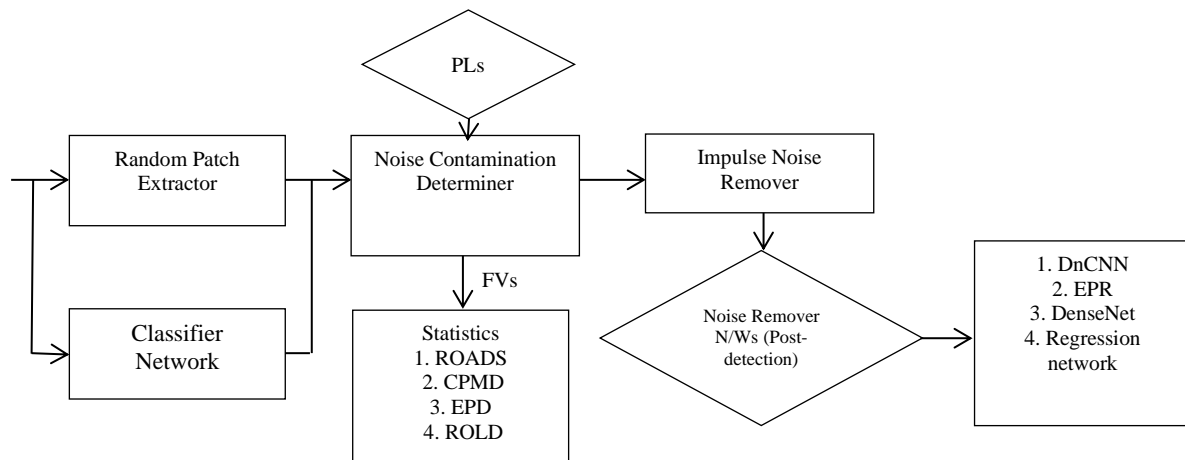 PLs
Random Patch
Extractor
Noise Contamination
Determiner
Impulse Noise
Remover
Classifier
Network
FVs
Statistics
1. ROADS
2. CPMD
3. EPD
4. ROLD
Noise Remover
N/Ws (Post-
detection)
1. DnCNN
2. EPR
3. DenseNet
4. Regression
network